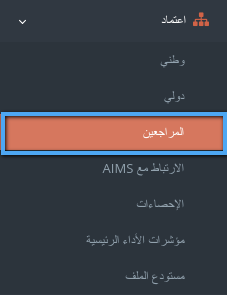 اعتماد
وطني
دولي
المراجعين
الارتباط مع AIMS
الإحصاءات
مؤشرات الأداء الرئيسية
مستودع الملف